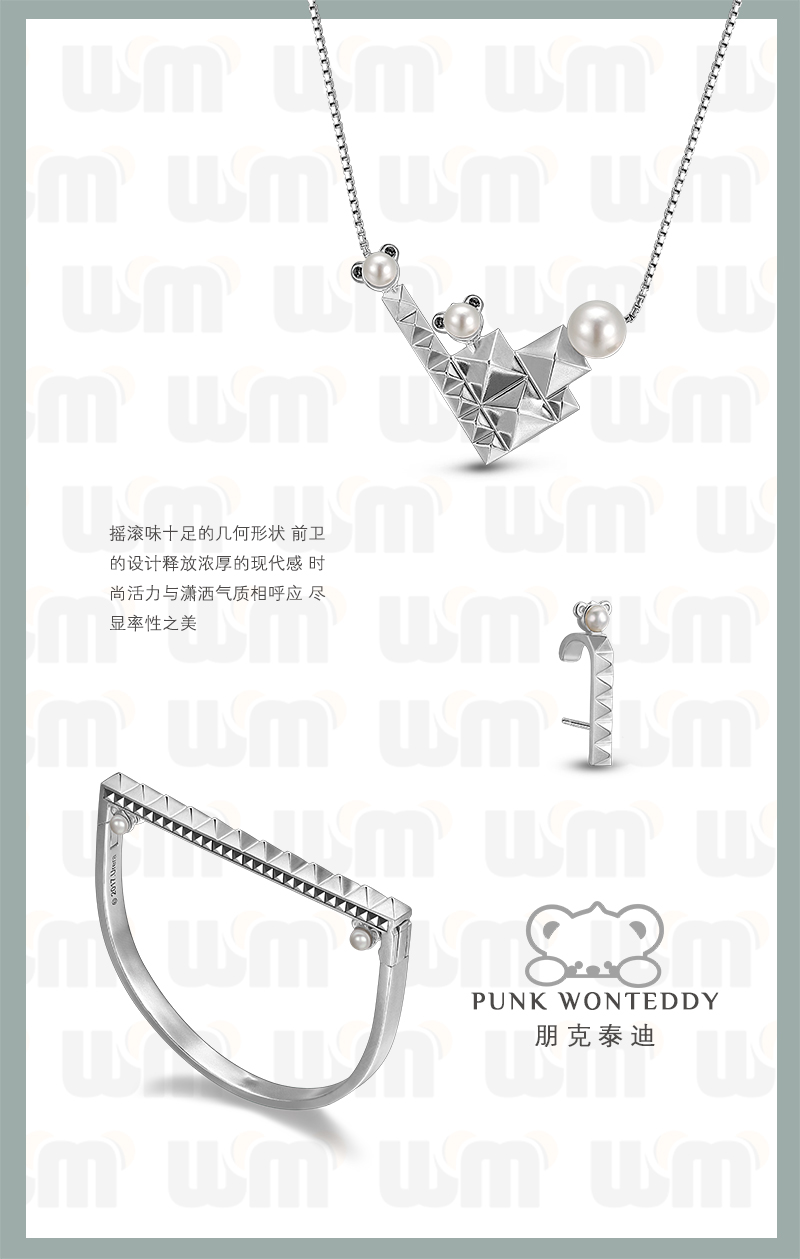 摇滚味十足的几何形状 前卫
的设计释放浓厚的现代感 时
尚活力与潇洒气质相呼应 尽
显率性之美
© 2017.Urera
PUNK WONTEDDY
朋克泰迪